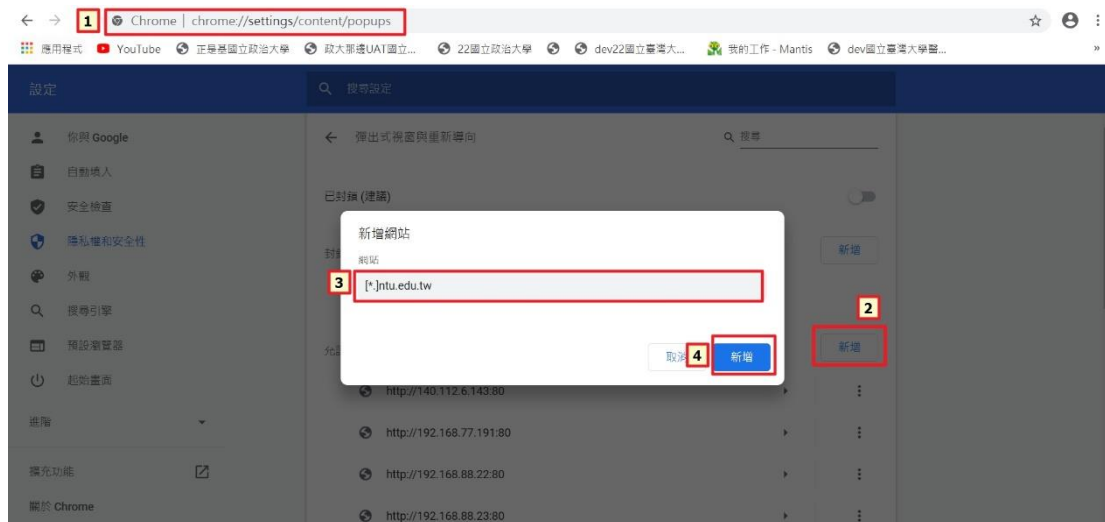 1 Chrome | chrome://settings/content/popups
應用程式 YouTube 正是基國立政治大學 政大那邊UAT國立... 22國立政治大學 dev22國立臺灣大... 我的工作 - Mantis dev國立臺灣大學醫... »
設定 搜尋設定
你與 Google
自動填入
安全檢查
隱私權和安全性
外觀
搜尋引擎
預設瀏覽器
起始畫面
進階
擴充功能
關於 Chrome
彈出式視窗與重新導向 搜尋
已封鎖 (建議)
封鎖 新增
2
允 新增
新增網站
網站
3 [*.]ntu.edu.tw
取消 4 新增
http://140.112.6.143:80
http://192.168.77.191:80
http://192.168.88.22:80
http://192.168.88.23:80